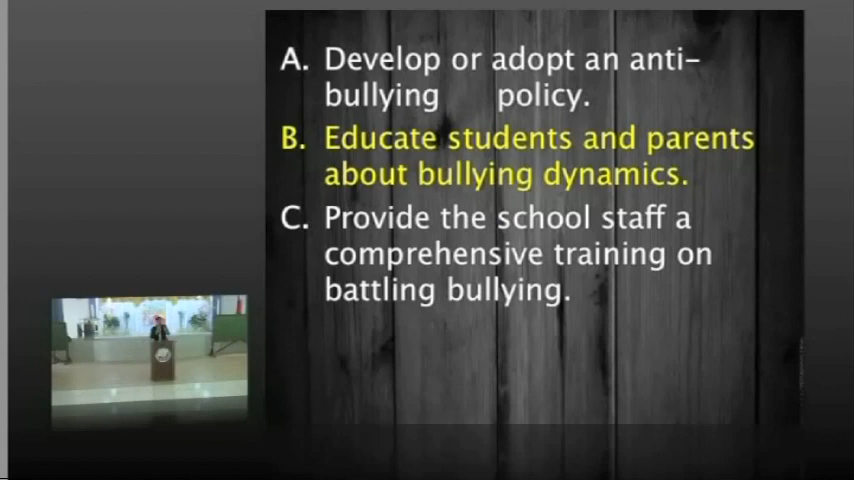 A. Develop or adopt an anti-
bullying policy.
B. Educate students and parents
about bullying dynamics.
C. Provide the school staff a
comprehensive training on
battling bullying.